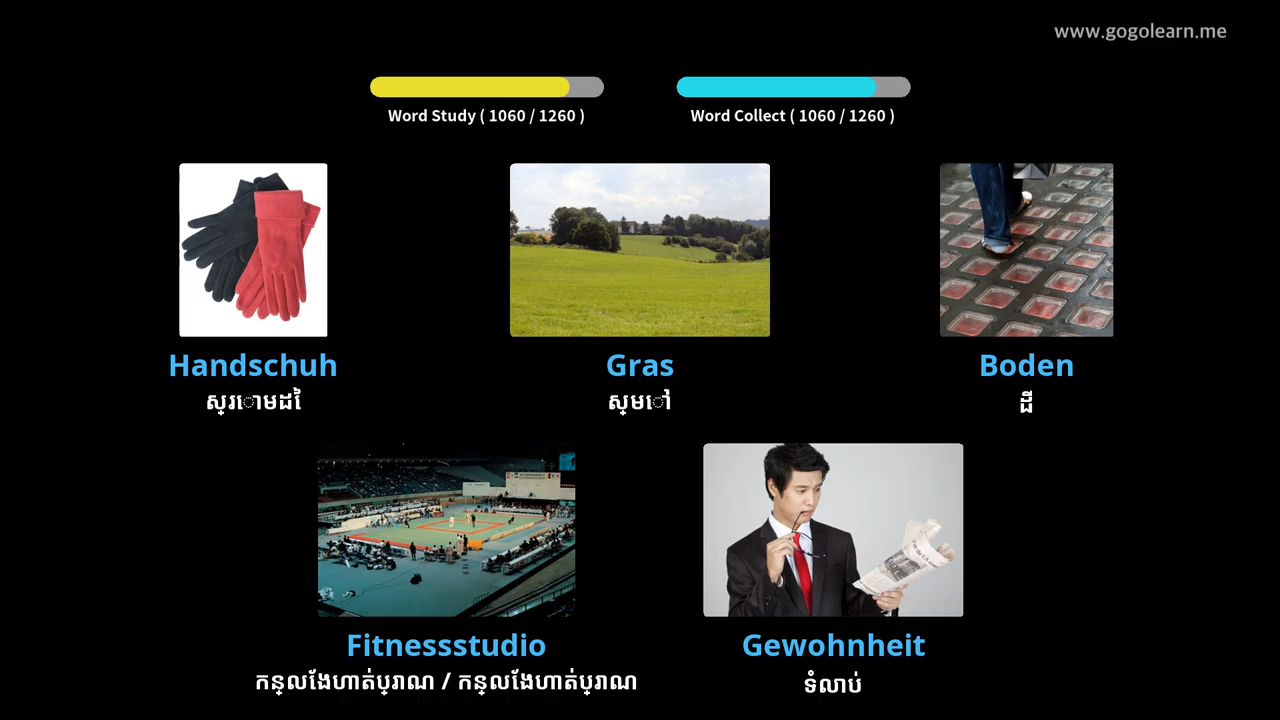 www.gogolearn.me
Word Study ( 1060 / 1260 )
Word Collect ( 1060 / 1260 )
Handschuh
ស្រោមដៃ
Gras
ស្មៅ
Boden
ដី
Fitnessstudio
កន្លែងហាត់ប្រាណ / កន្លែងហាត់ប្រាណ
Gewohnheit
ទំលាប់